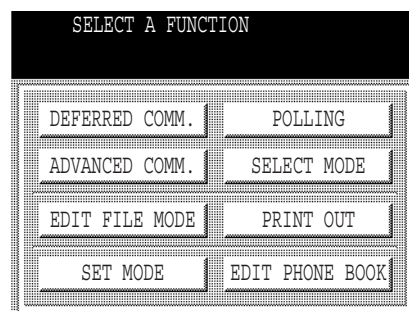 SELECT A FUNCTION
DEFERRED COMM. POLLING
ADVANCED COMM. SELECT MODE
EDIT FILE MODE PRINT OUT
SET MODE EDIT PHONE BOOK